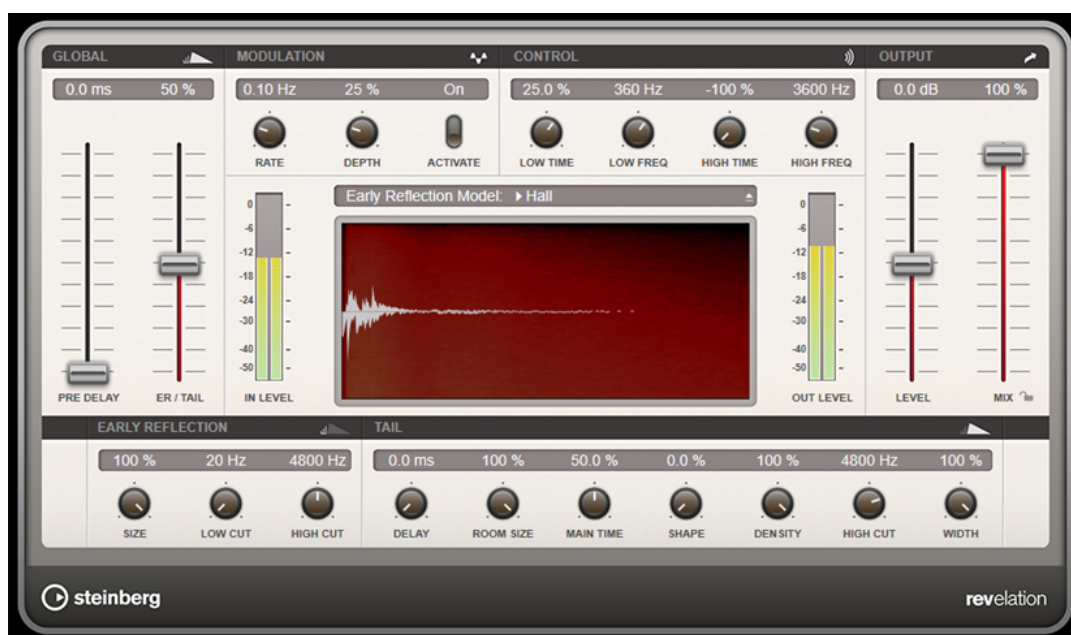 GLOBAL MODULATION CONTROL OUTPUT
0.0 ms 50 % 0.10 Hz 25 % On 25.0 % 360 Hz -100 % 3600 Hz 0.0 dB 100 %
RATE DEPTH ACTIVATE LOW TIME LOW FREQ HIGH TIME HIGH FREQ
Early Reflection Model: Hall
0 0
-6 -6
-12 -12
-18 -18
-24 -24
-30 -30
-40 -40
-50 -50
PRE DELAY ER / TAIL IN LEVEL OUT LEVEL LEVEL MIX
EARLY REFLECTION TAIL
100 % 20 Hz 4800 Hz 0.0 ms 100 % 50.0 % 0.0 % 100 % 4800 Hz 100 %
SIZE LOW CUT HIGH CUT DELAY ROOM SIZE MAIN TIME SHAPE DENSITY HIGH CUT WIDTH
steinberg revelation